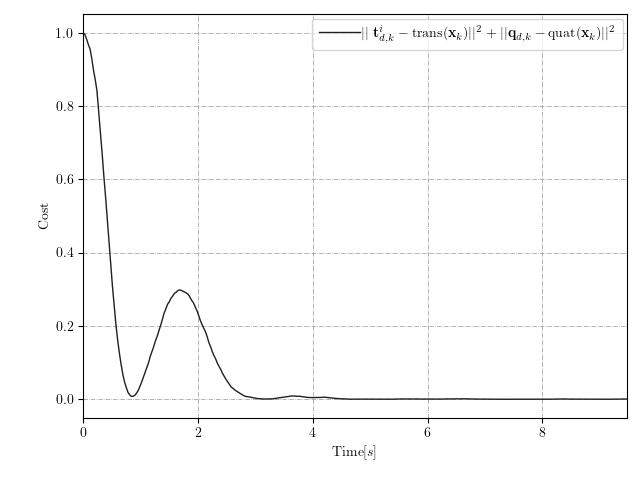 || t^i_{d,k} − trans(x_k)||^2 + ||q_{d,k} − quat(x_k)||^2
1.0
0.8
0.6
0.4
0.2
0.0
Cost
0 2 4 6 8
Time[s]